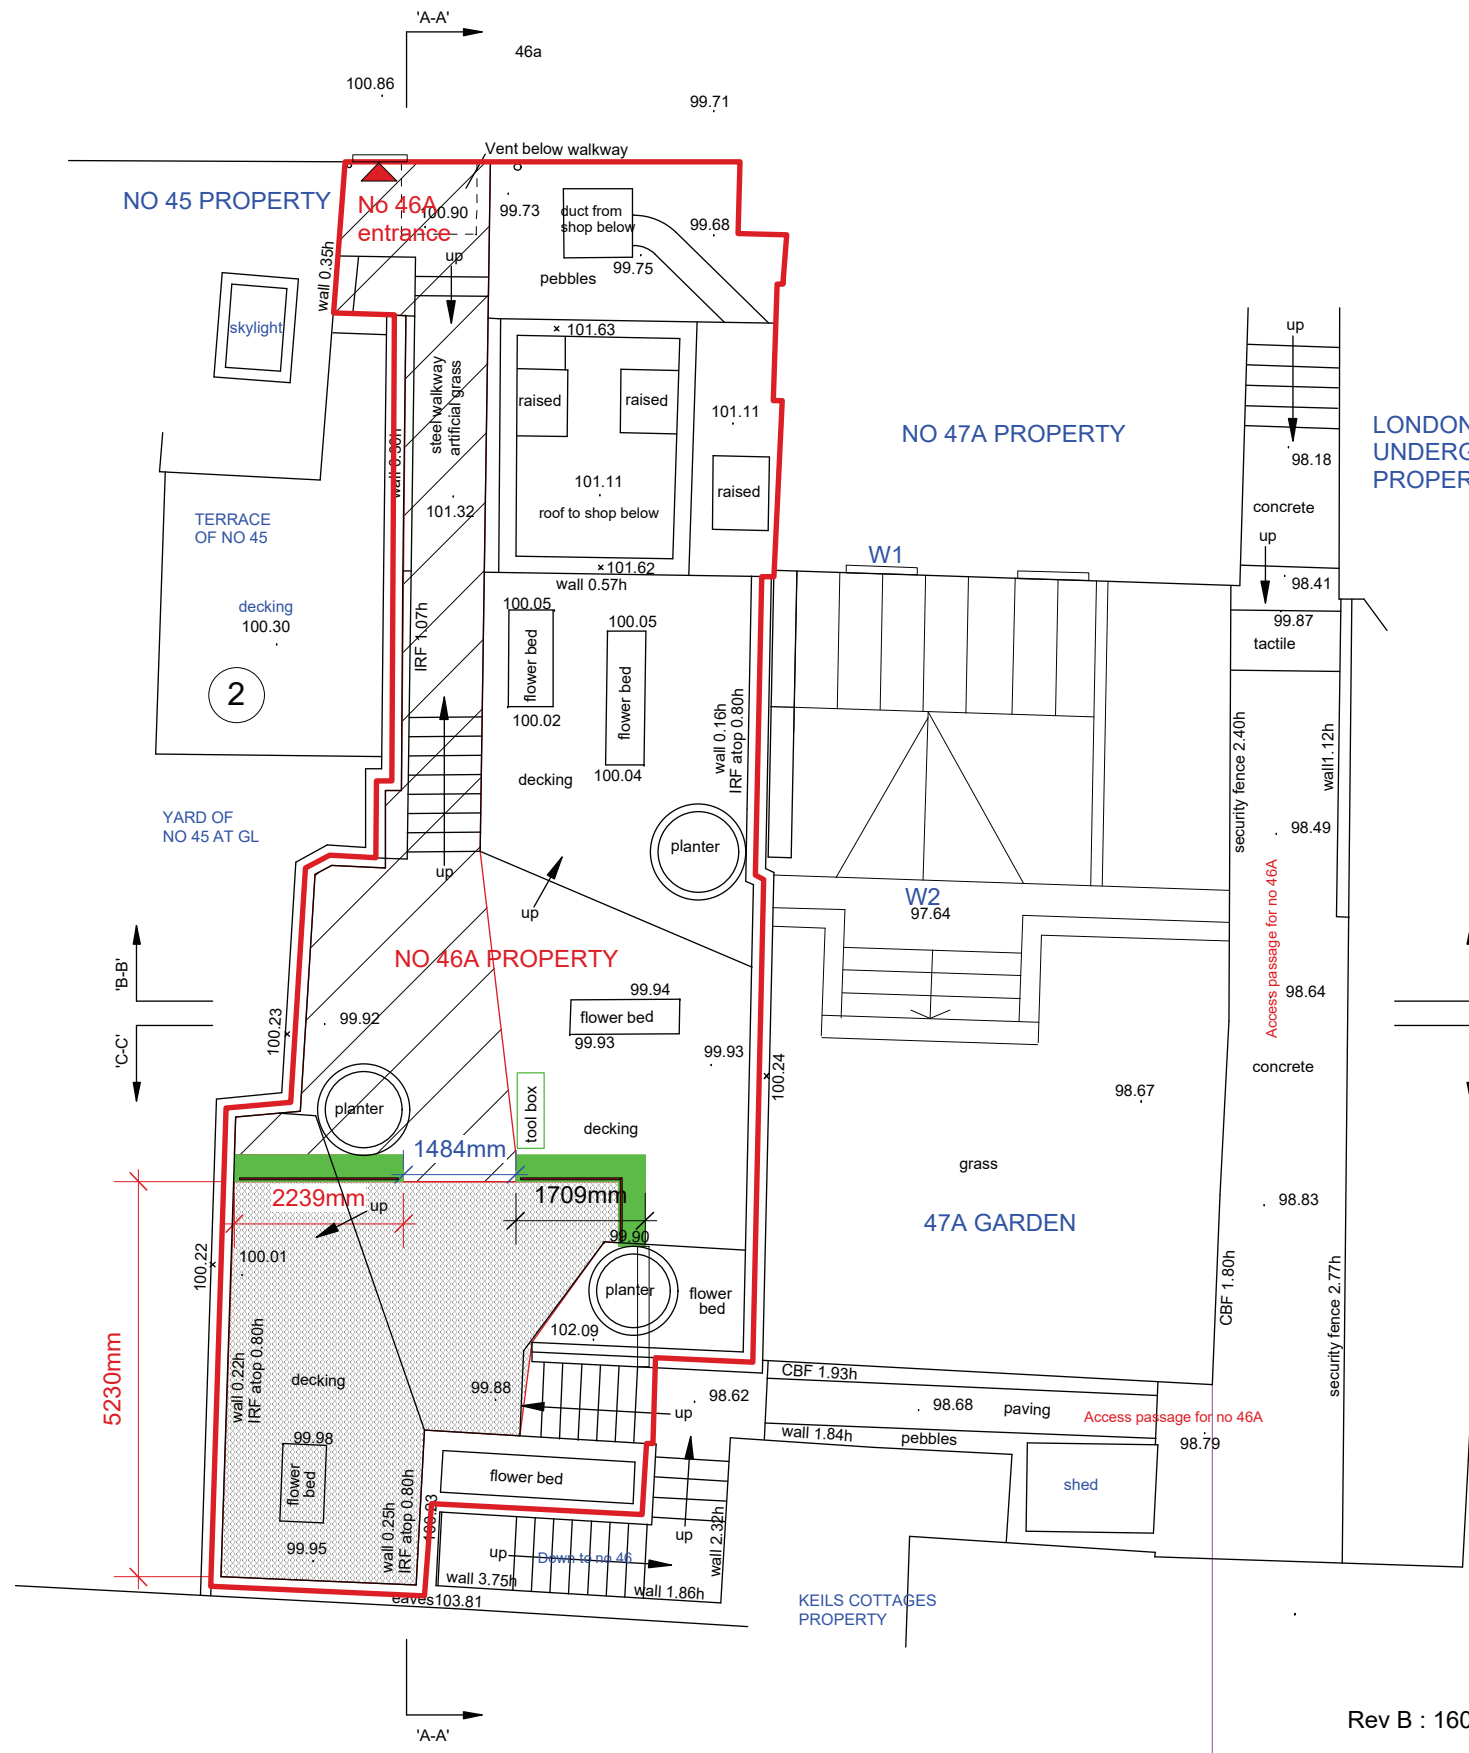 'A-A'
46a
100.86
99.71
Vent below walkway
NO 45 PROPERTY
No 46A
entrance
100.90
99.73
duct from
shop below
99.68
99.75
pebbles
up
wall 0.35h
skylight
101.63
steel walkway
artificial grass
raised
raised
101.11
raised
NO 47A PROPERTY
up
LONDON
UNDERG
PROPER
98.18
concrete
up
98.41
99.87
tactile
101.11
roof to shop below
101.32
TERRACE
OF NO 45
decking
100.30
2
101.62
wall 0.57h
W1
IRF 1.07h
100.05
flower bed
100.02
100.05
flower bed
100.04
decking
wall 0.16h
IRF atop 0.80h
security fence 2.40h
wall1.12h
YARD OF
NO 45 AT GL
planter
up
up
98.49
W2
97.64
Access passage for no 46A
NO 46A PROPERTY
'B-B'
'C-C'
100.23
99.92
99.94
flower bed
99.93
99.93
100.24
98.64
concrete
98.67
planter
tool box
decking
1484mm
grass
2239mm
up
1709mm
98.83
47A GARDEN
99.90
100.22
100.01
planter
flower
bed
102.09
CBF 1.80h
security fence 2.77h
5230mm
wall 0.22h
IRF atop 0.80h
decking
99.88
98.62
CBF 1.93h
98.68
paving
Access passage for no 46A
98.79
up
wall 1.84h
pebbles
99.98
flower
bed
99.95
wall 0.25h
IRF atop 0.80h
100.23
flower bed
shed
up
wall 2.32h
up
Down to no 46
wall 3.75h
wall 1.86h
eaves103.81
KEILS COTTAGES
PROPERTY
'A-A'
Rev B : 160